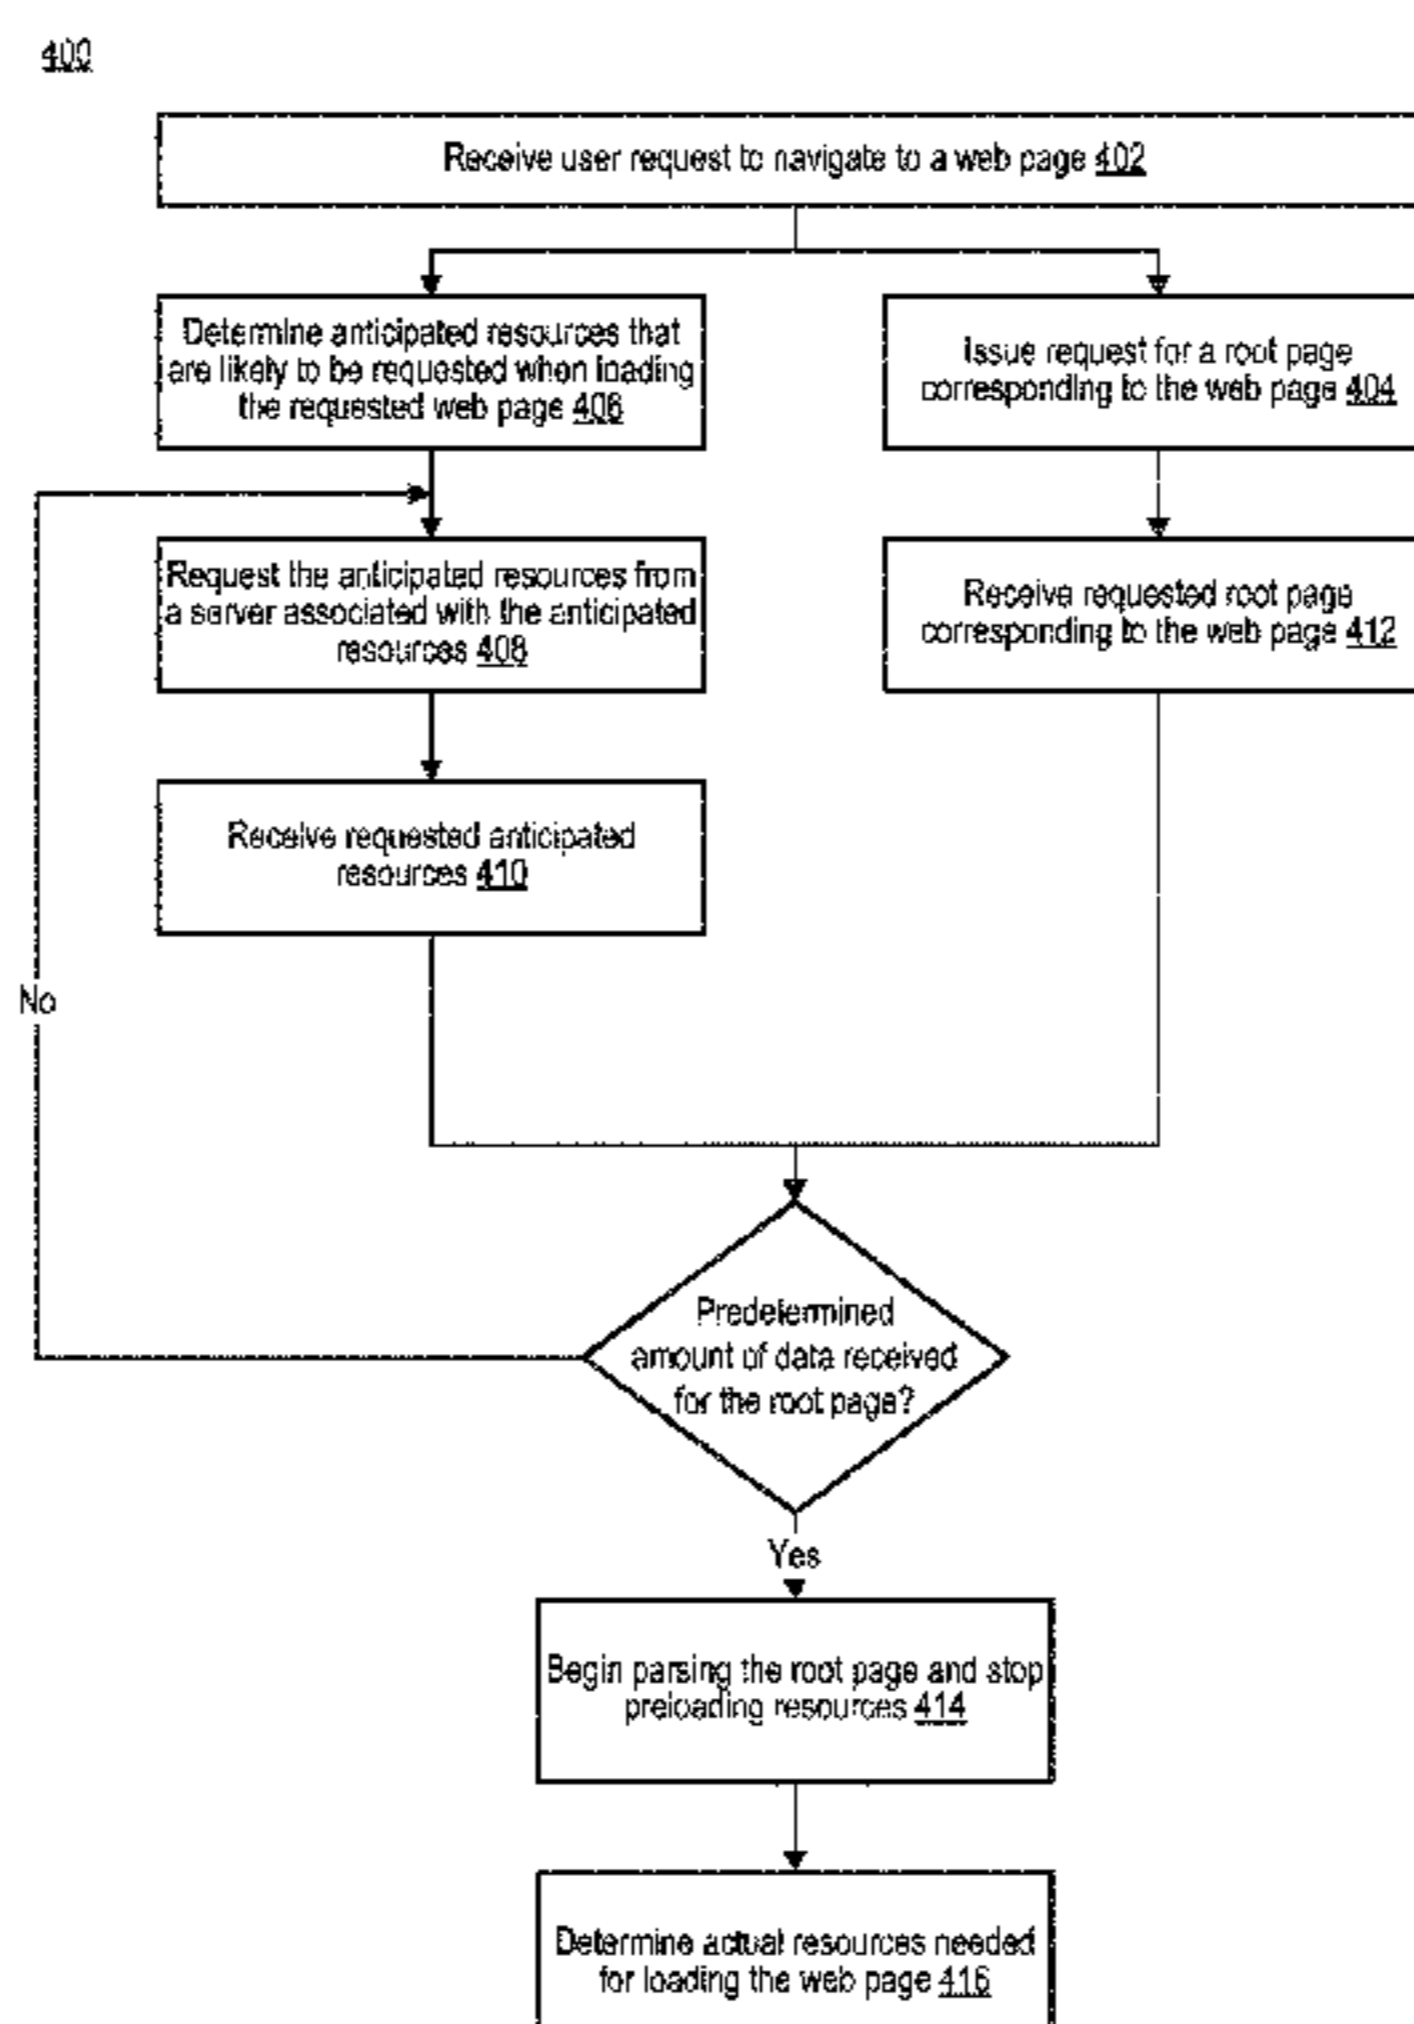 400
Receive user request to navigate to a web page 402
Determine anticipated resources that
are likely to be requested when loading
the requested web page 406
Issue request for a root page
corresponding to the web page 404
Request the anticipated resources from
a server associated with the anticipated
resources 408
Receive requested root page
corresponding to the web page 412
Receive requested anticipated
resources 410
No
Predetermined
amount of data received
for the root page?
Yes
Begin parsing the root page and stop
preloading resources 414
Determine actual resources needed
for loading the web page 416